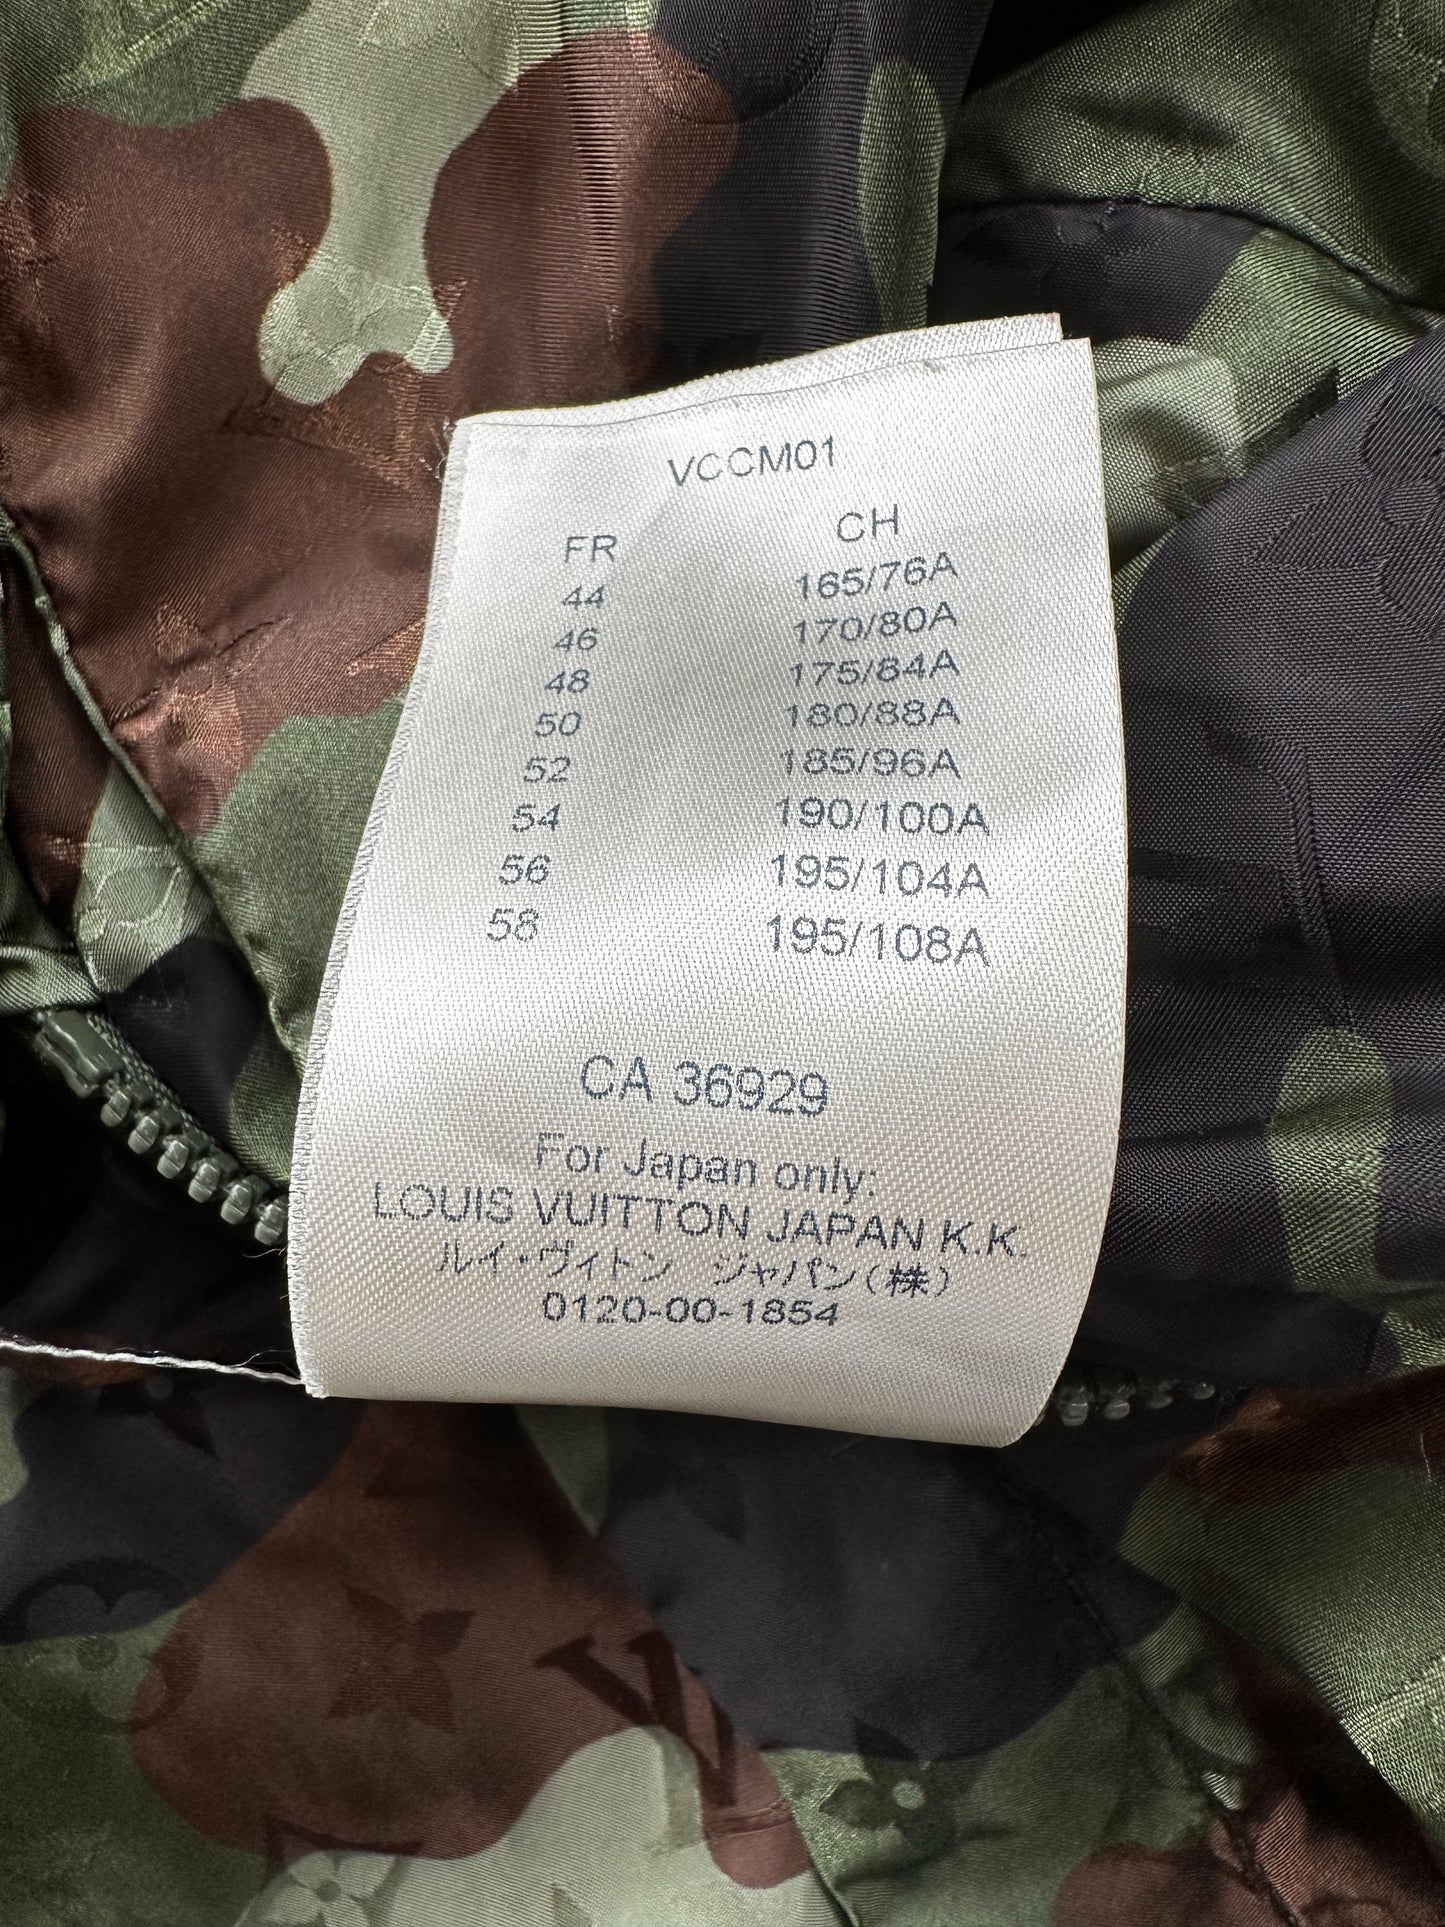 VCCM01
FR CH
44 165/76A
46 170/80A
48 175/84A
50 180/88A
52 185/96A
54 190/100A
56 195/104A
58 195/108A
CA 36929
For Japan only:
LOUIS VUITTON JAPAN K.K.
ルイ・ヴィトン ジャパン(株)
0120-00-1854